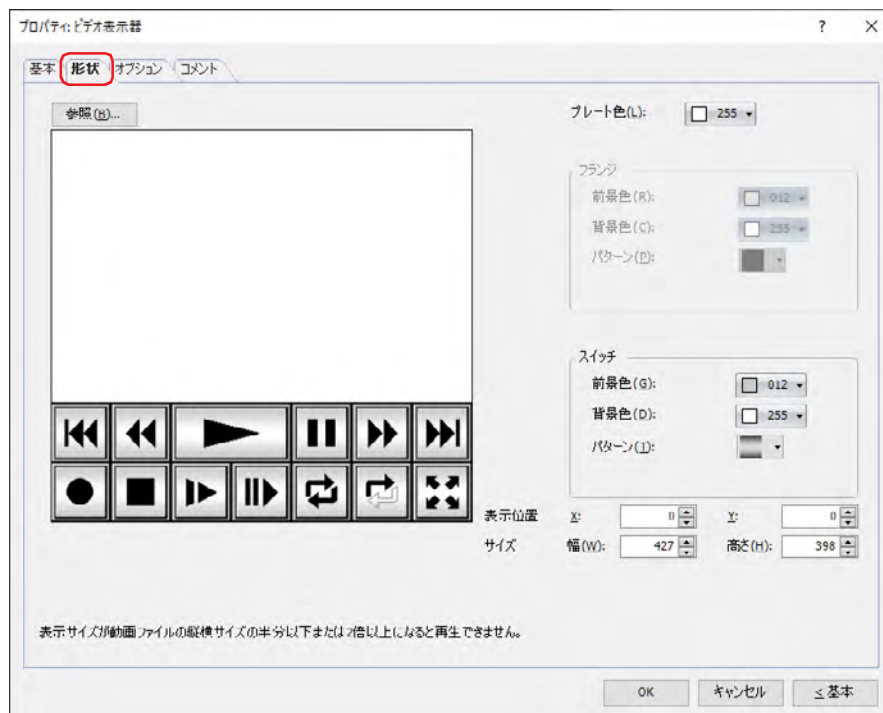 プロパティ: ビデオ表示器
? ×
基本 形状 オプション コメント
参照(B)...
プレート色(L): 255
フランジ
前景色(R): 012
背景色(C): 255
パターン(P):
スイッチ
前景色(G): 012
背景色(D): 255
パターン(T):
表示位置 X: 0 Y: 0
サイズ 幅(W): 427 高さ(H): 398
表示サイズが動画ファイルの縦横サイズの半分以下または2倍以上になると再生できません。
OK キャンセル < 基本